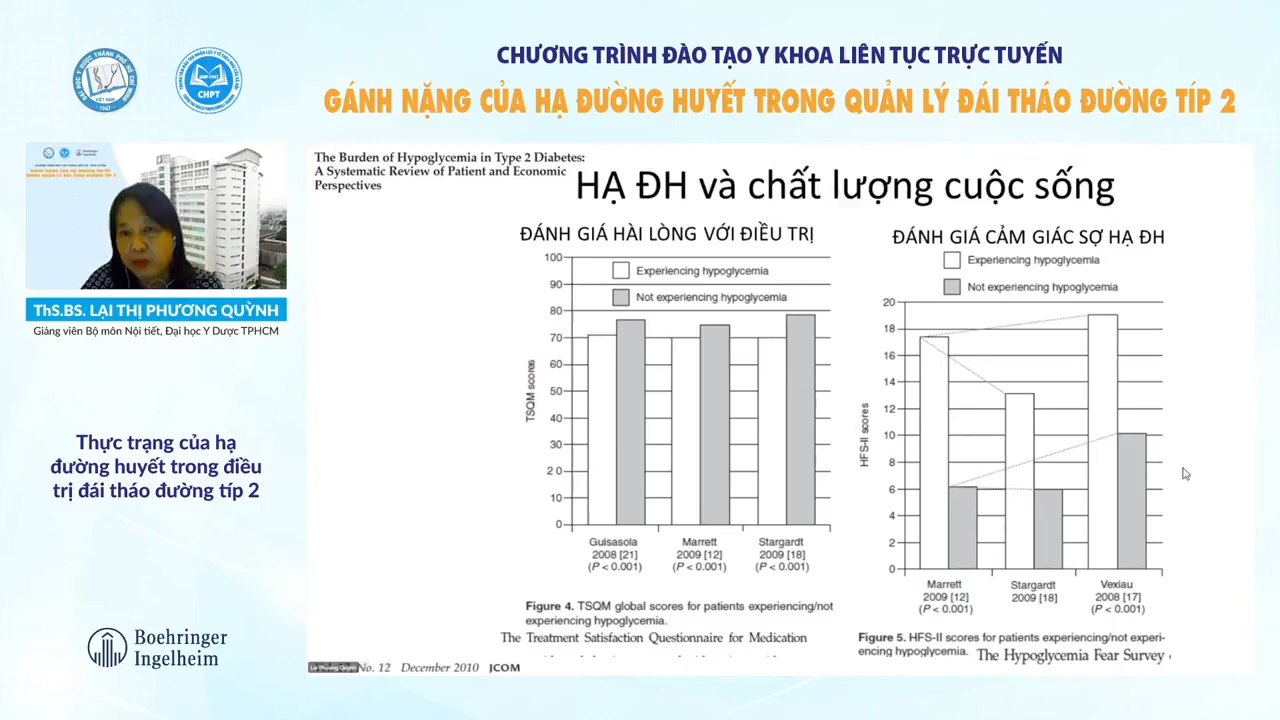 CHƯƠNG TRÌNH ĐÀO TẠO Y KHOA LIÊN TỤC TRỰC TUYẾN
GÁNH NẶNG CỦA HẠ ĐƯỜNG HUYẾT TRONG QUẢN LÝ ĐÁI THÁO ĐƯỜNG TÍP 2
CHPT
ThS.BS. LẠI THỊ PHƯƠNG QUỲNH
Giảng viên Bộ môn Nội tiết, Đại học Y Dược TPHCM
Thực trạng của hạ
đường huyết trong điều
trị đái tháo đường típ 2
Boehringer
Ingelheim
The Burden of Hypoglycemia in Type 2 Diabetes:
A Systematic Review of Patient and Economic
Perspectives
HẠ ĐH và chất lượng cuộc sống
ĐÁNH GIÁ HÀI LÒNG VỚI ĐIỀU TRỊ
Experiencing hypoglycemia
Not experiencing hypoglycemia
TSQM scores
100
90
80
70
60
50
40
30
20
10
0
Guisasola
2008 [21]
(P < 0.001)
Marrett
2009 [12]
(P < 0.001)
Stargardt
2009 [18]
(P < 0.001)
Figure 4. TSQM global scores for patients experiencing/not
experiencing hypoglycemia.
The Treatment Satisfaction Questionnaire for Medication
ĐÁNH GIÁ CẢM GIÁC SỢ HẠ ĐH
Experiencing hypoglycemia
Not experiencing hypoglycemia
HFS-II scores
20
18
16
14
12
10
8
6
4
2
0
Marrett
2009 [12]
(P < 0.001)
Stargardt
2009 [18]
Vexiau
2008 [17]
(P < 0.001)
Figure 5. HFS-II scores for patients experiencing/not experi-
encing hypoglycemia.
The Hypoglycemia Fear Survey
Lai Phuong Quynh
No. 12 December 2010 JCOM